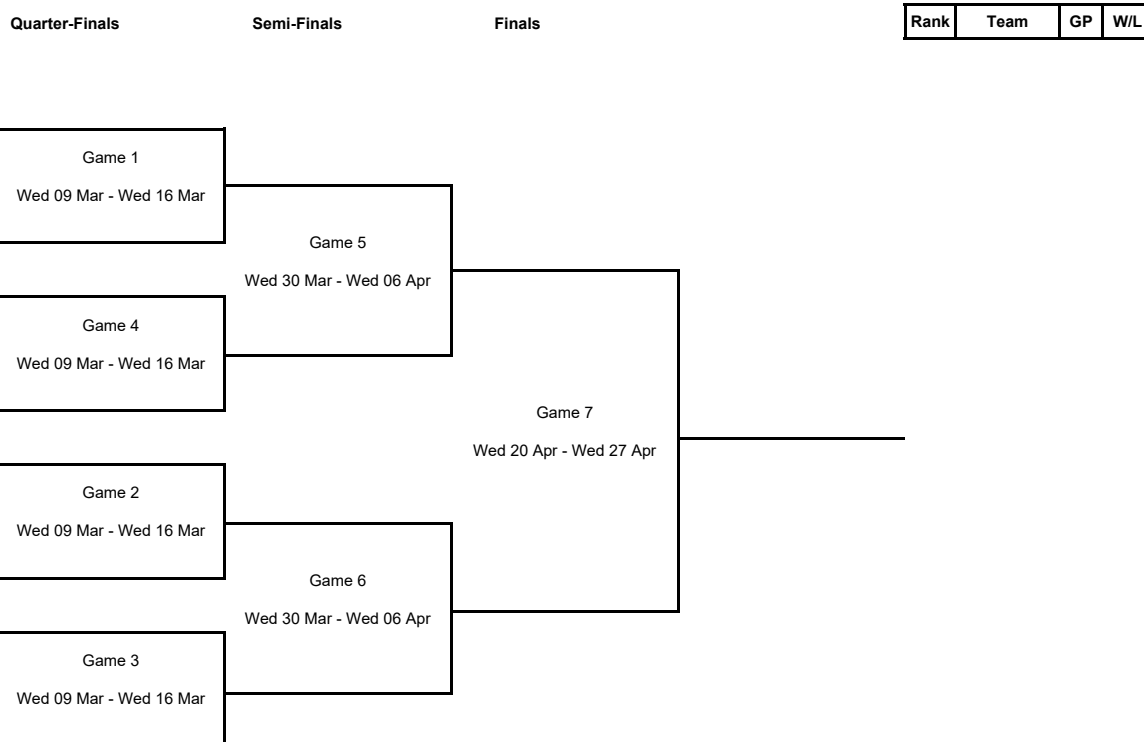 Quarter-Finals Semi-Finals Finals Rank Team GP W/L
Game 1
Wed 09 Mar - Wed 16 Mar
Game 5
Wed 30 Mar - Wed 06 Apr
Game 4
Wed 09 Mar - Wed 16 Mar
Game 7
Wed 20 Apr - Wed 27 Apr
Game 2
Wed 09 Mar - Wed 16 Mar
Game 6
Wed 30 Mar - Wed 06 Apr
Game 3
Wed 09 Mar - Wed 16 Mar